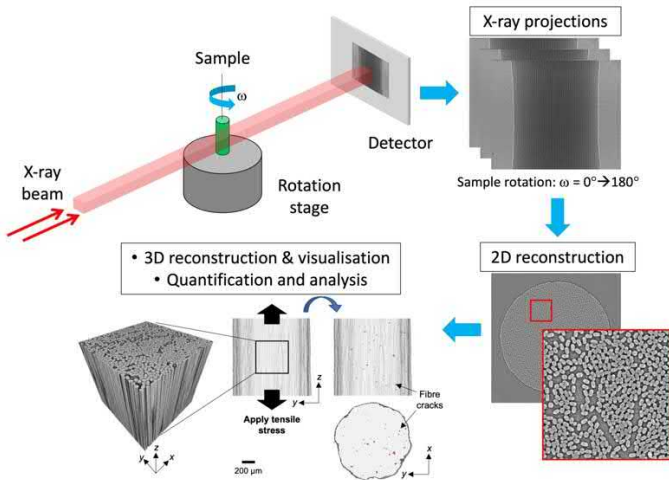 X-ray projections
Sample
ω
Detector
X-ray
beam
Rotation
stage
Sample rotation: ω = 0°→180°
2D reconstruction
• 3D reconstruction & visualisation
• Quantification and analysis
z
y
Fibre
cracks
Apply tensile
stress
200 μm
z
y
x
x
y